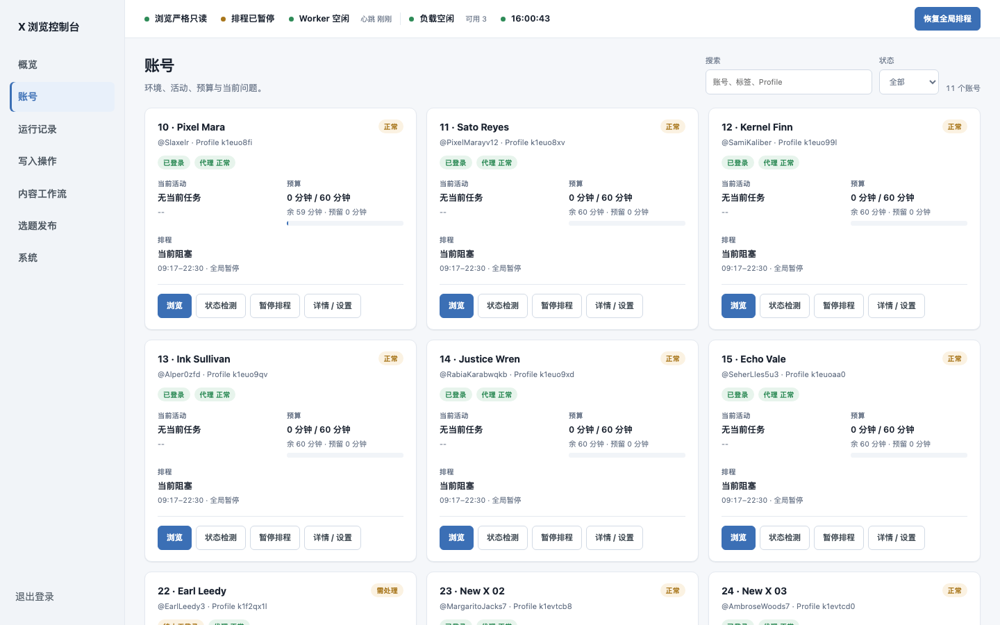 X 浏览控制台
概览
账号
运行记录
写入操作
内容工作流
选题发布
系统
退出登录
浏览严格只读 排程已暂停 Worker 空闲 心跳 刚刚 负载空闲 可用 3 16:00:43 恢复全局排程
账号
环境、活动、预算与当前问题。
搜索
账号、标签、Profile
状态
全部
11 个账号
10 · Pixel Mara 正常
@Slaxelr · Profile k1euo8fi
已登录 代理 正常
当前活动 预算
无当前任务 0 分钟 / 60 分钟
-- 余 59 分钟 · 预留 0 分钟
排程
当前阻塞
09:17–22:30 · 全局暂停
浏览 状态检测 暂停排程 详情 / 设置
11 · Sato Reyes 正常
@PixelMarayv12 · Profile k1euo8xv
已登录 代理 正常
当前活动 预算
无当前任务 0 分钟 / 60 分钟
-- 余 60 分钟 · 预留 0 分钟
排程
当前阻塞
09:17–22:30 · 全局暂停
浏览 状态检测 暂停排程 详情 / 设置
12 · Kernel Finn 正常
@SamiKaliber · Profile k1euo99l
已登录 代理 正常
当前活动 预算
无当前任务 0 分钟 / 60 分钟
-- 余 60 分钟 · 预留 0 分钟
排程
当前阻塞
09:17–22:30 · 全局暂停
浏览 状态检测 暂停排程 详情 / 设置
13 · Ink Sullivan 正常
@Alper0zfd · Profile k1euo9qv
已登录 代理 正常
当前活动 预算
无当前任务 0 分钟 / 60 分钟
-- 余 60 分钟 · 预留 0 分钟
排程
当前阻塞
09:17–22:30 · 全局暂停
浏览 状态检测 暂停排程 详情 / 设置
14 · Justice Wren 正常
@RabiaKarabwqkb · Profile k1euo9xd
已登录 代理 正常
当前活动 预算
无当前任务 0 分钟 / 60 分钟
-- 余 60 分钟 · 预留 0 分钟
排程
当前阻塞
09:17–22:30 · 全局暂停
浏览 状态检测 暂停排程 详情 / 设置
15 · Echo Vale 正常
@SeherLles5u3 · Profile k1euoaa0
已登录 代理 正常
当前活动 预算
无当前任务 0 分钟 / 60 分钟
-- 余 60 分钟 · 预留 0 分钟
排程
当前阻塞
09:17–22:30 · 全局暂停
浏览 状态检测 暂停排程 详情 / 设置
22 · Earl Leedy 需处理
@EarlLeedy3 · Profile k1f2qx1l
23 · New X 02 正常
@MargaritoJacks7 · Profile k1evtcb8
24 · New X 03 正常
@AmbroseWoods7 · Profile k1evtcd0